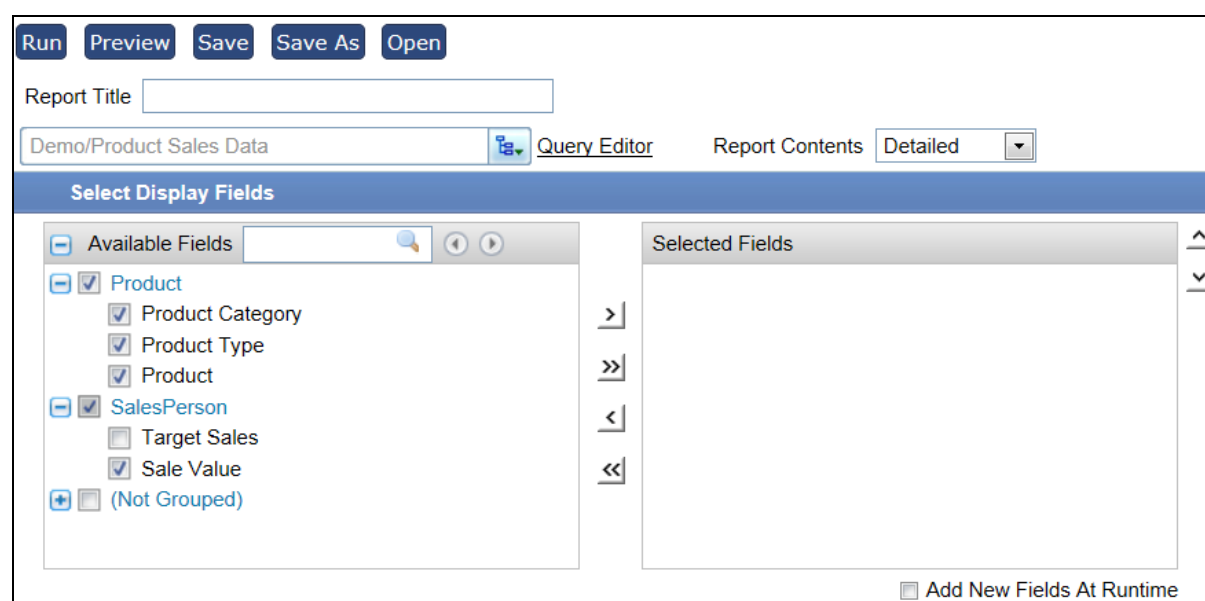 Run Preview Save Save As Open
Report Title
Demo/Product Sales Data Query Editor Report Contents Detailed
Select Display Fields
Available Fields Selected Fields
Product
Product Category
Product Type
Product
SalesPerson
Target Sales
Sale Value
(Not Grouped)
Add New Fields At Runtime